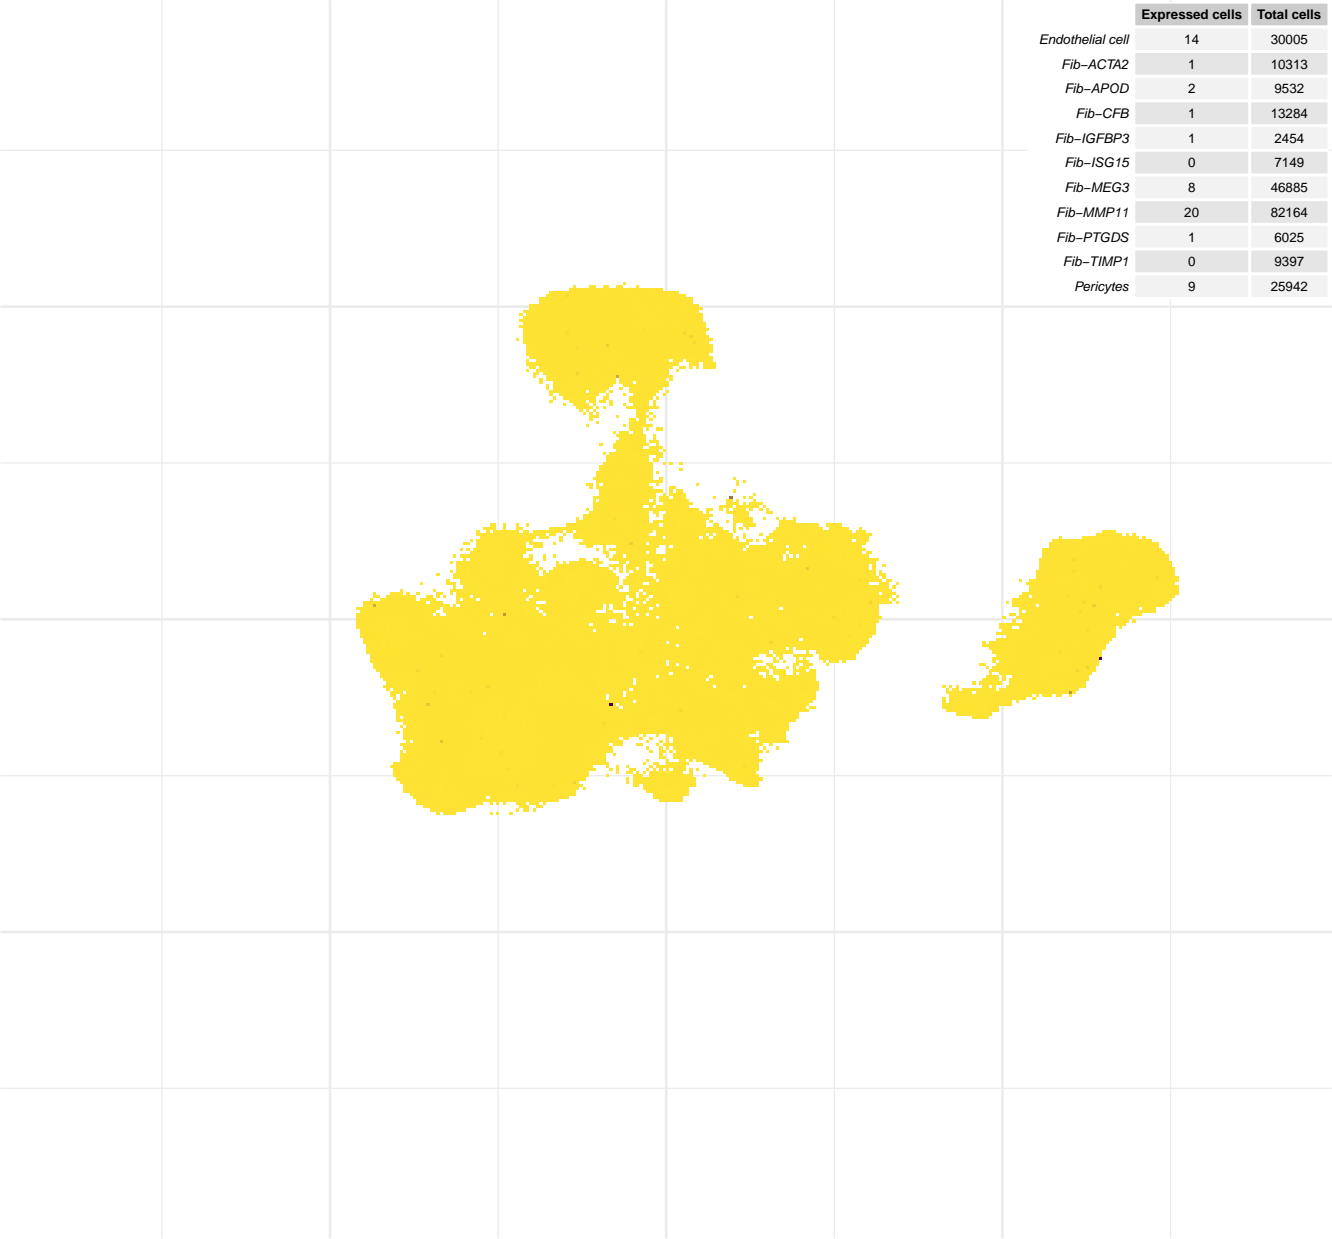 Expressed cells Total cells
Endothelial cell 14 30005
Fib−ACTA2 1 10313
Fib−APOD 2 9532
Fib−CFB 1 13284
Fib−IGFBP3 1 2454
Fib−ISG15 0 7149
Fib−MEG3 8 46885
Fib−MMP11 20 82164
Fib−PTGDS 1 6025
Fib−TIMP1 0 9397
Pericytes 9 25942